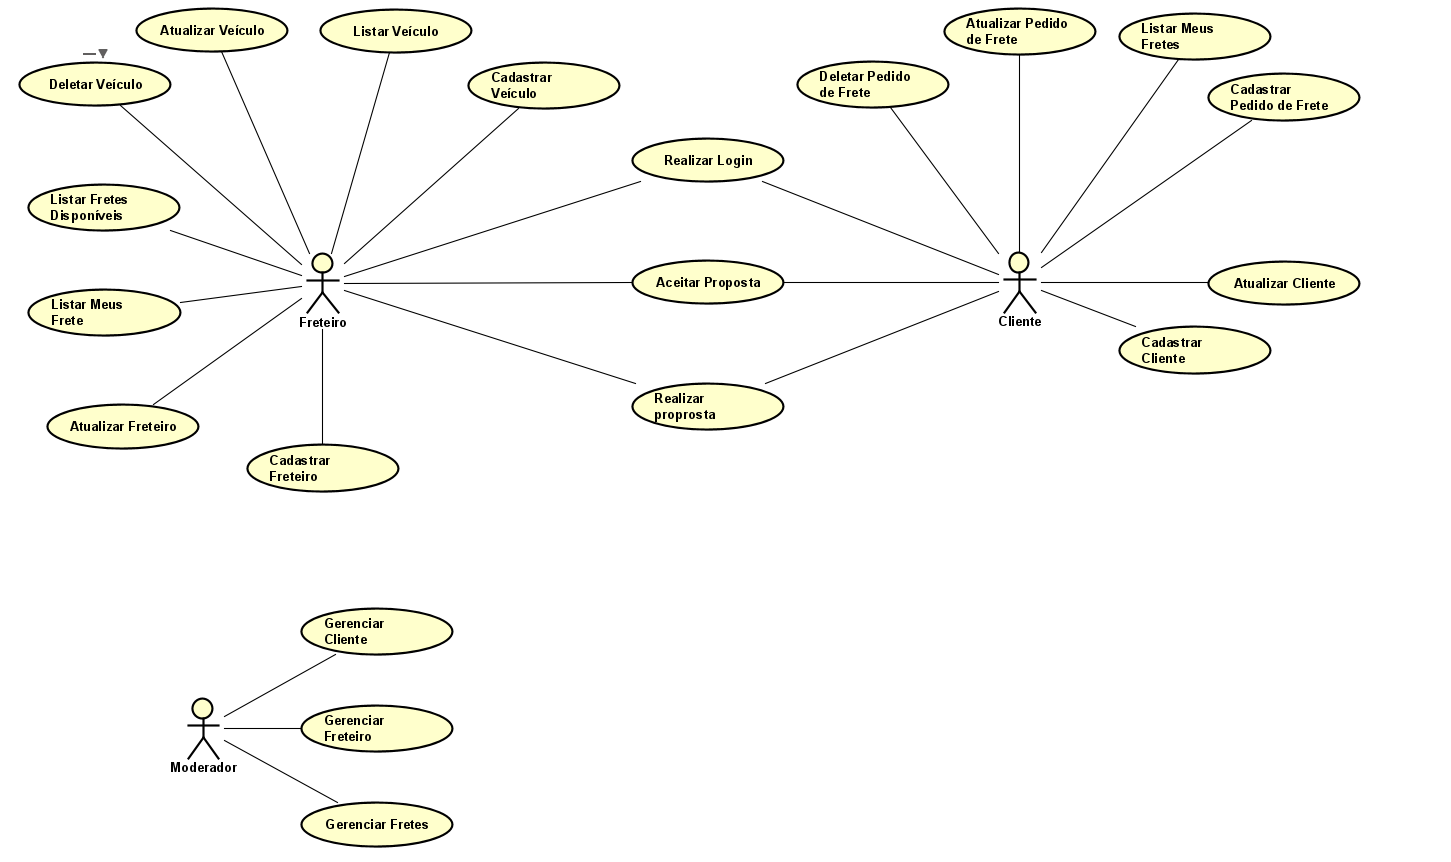 Atualizar Veículo
Listar Veículo
Deletar Veículo
Cadastrar
Veículo
Atualizar Pedido
de Frete
Listar Meus
Fretes
Deletar Pedido
de Frete
Cadastrar
Pedido de Frete
Realizar Login
Listar Fretes
Disponíveis
Aceitar Proposta
Atualizar Cliente
Listar Meus
Frete
Freteiro
Cliente
Cadastrar
Cliente
Realizar
proprosta
Atualizar Freteiro
Cadastrar
Freteiro
Gerenciar
Cliente
Gerenciar
Freteiro
Moderador
Gerenciar Fretes